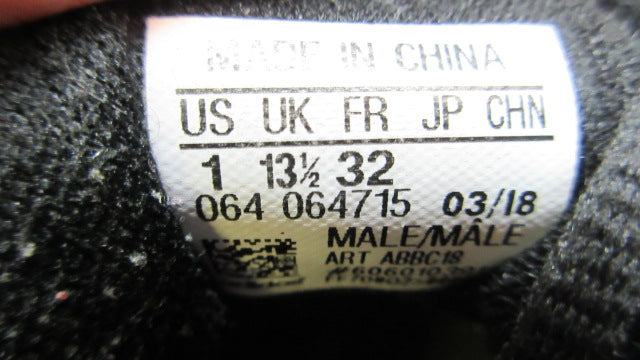 MADE IN CHINA
US UK FR JP CHN
1 13½ 32
064 064715 03/18
MALE/MÂLE
ART ABRC18